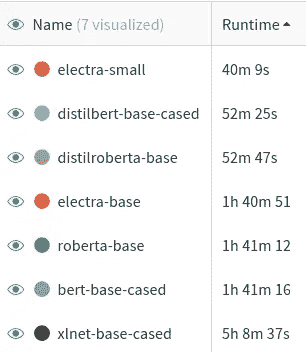 Name (7 visualized) Runtime
electra-small 40m 9s
distilbert-base-cased 52m 25s
distilroberta-base 52m 47s
electra-base 1h 40m 51
roberta-base 1h 41m 12
bert-base-cased 1h 41m 16
xlnet-base-cased 5h 8m 37s